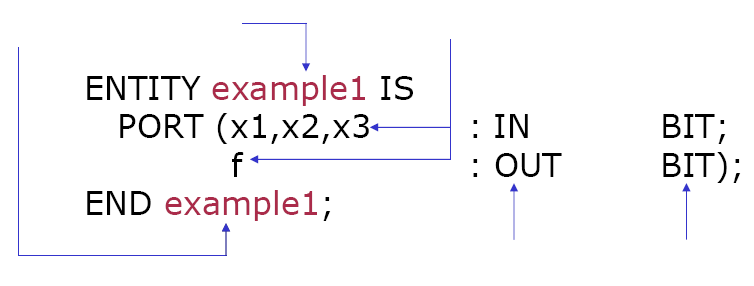 ENTITY example1 IS
PORT (x1,x2,x3 : IN BIT;
f : OUT BIT);
END example1;